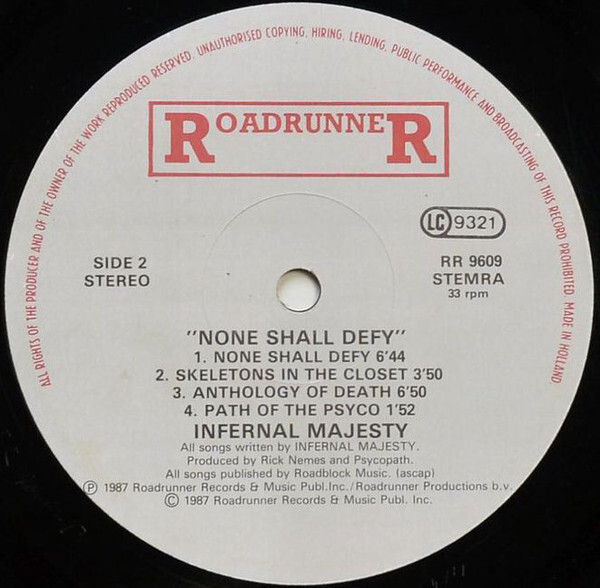 ALL RIGHTS OF THE PRODUCER AND OF THE OWNER OF THE WORK REPRODUCED RESERVED. UNAUTHORISED COPYING, HIRING, LENDING, PUBLIC PERFORMANCE AND BROADCASTING OF THIS RECORD PROHIBITED. MADE IN HOLLAND.
ROADRUNNER
LC 9321
SIDE 2
STEREO
RR 9609
STEMRA
33 rpm
"NONE SHALL DEFY"
1. NONE SHALL DEFY 6'44
2. SKELETONS IN THE CLOSET 3'50
3. ANTHOLOGY OF DEATH 6'50
4. PATH OF THE PSYCO 1'52
INFERNAL MAJESTY
All songs written by INFERNAL MAJESTY.
Produced by Rick Nemes and Psycopath.
All songs published by Roadblock Music. (ascap)
℗ 1987 Roadrunner Records & Music Publ.Inc./Roadrunner Productions b.v.
© 1987 Roadrunner Records & Music Publ. Inc.